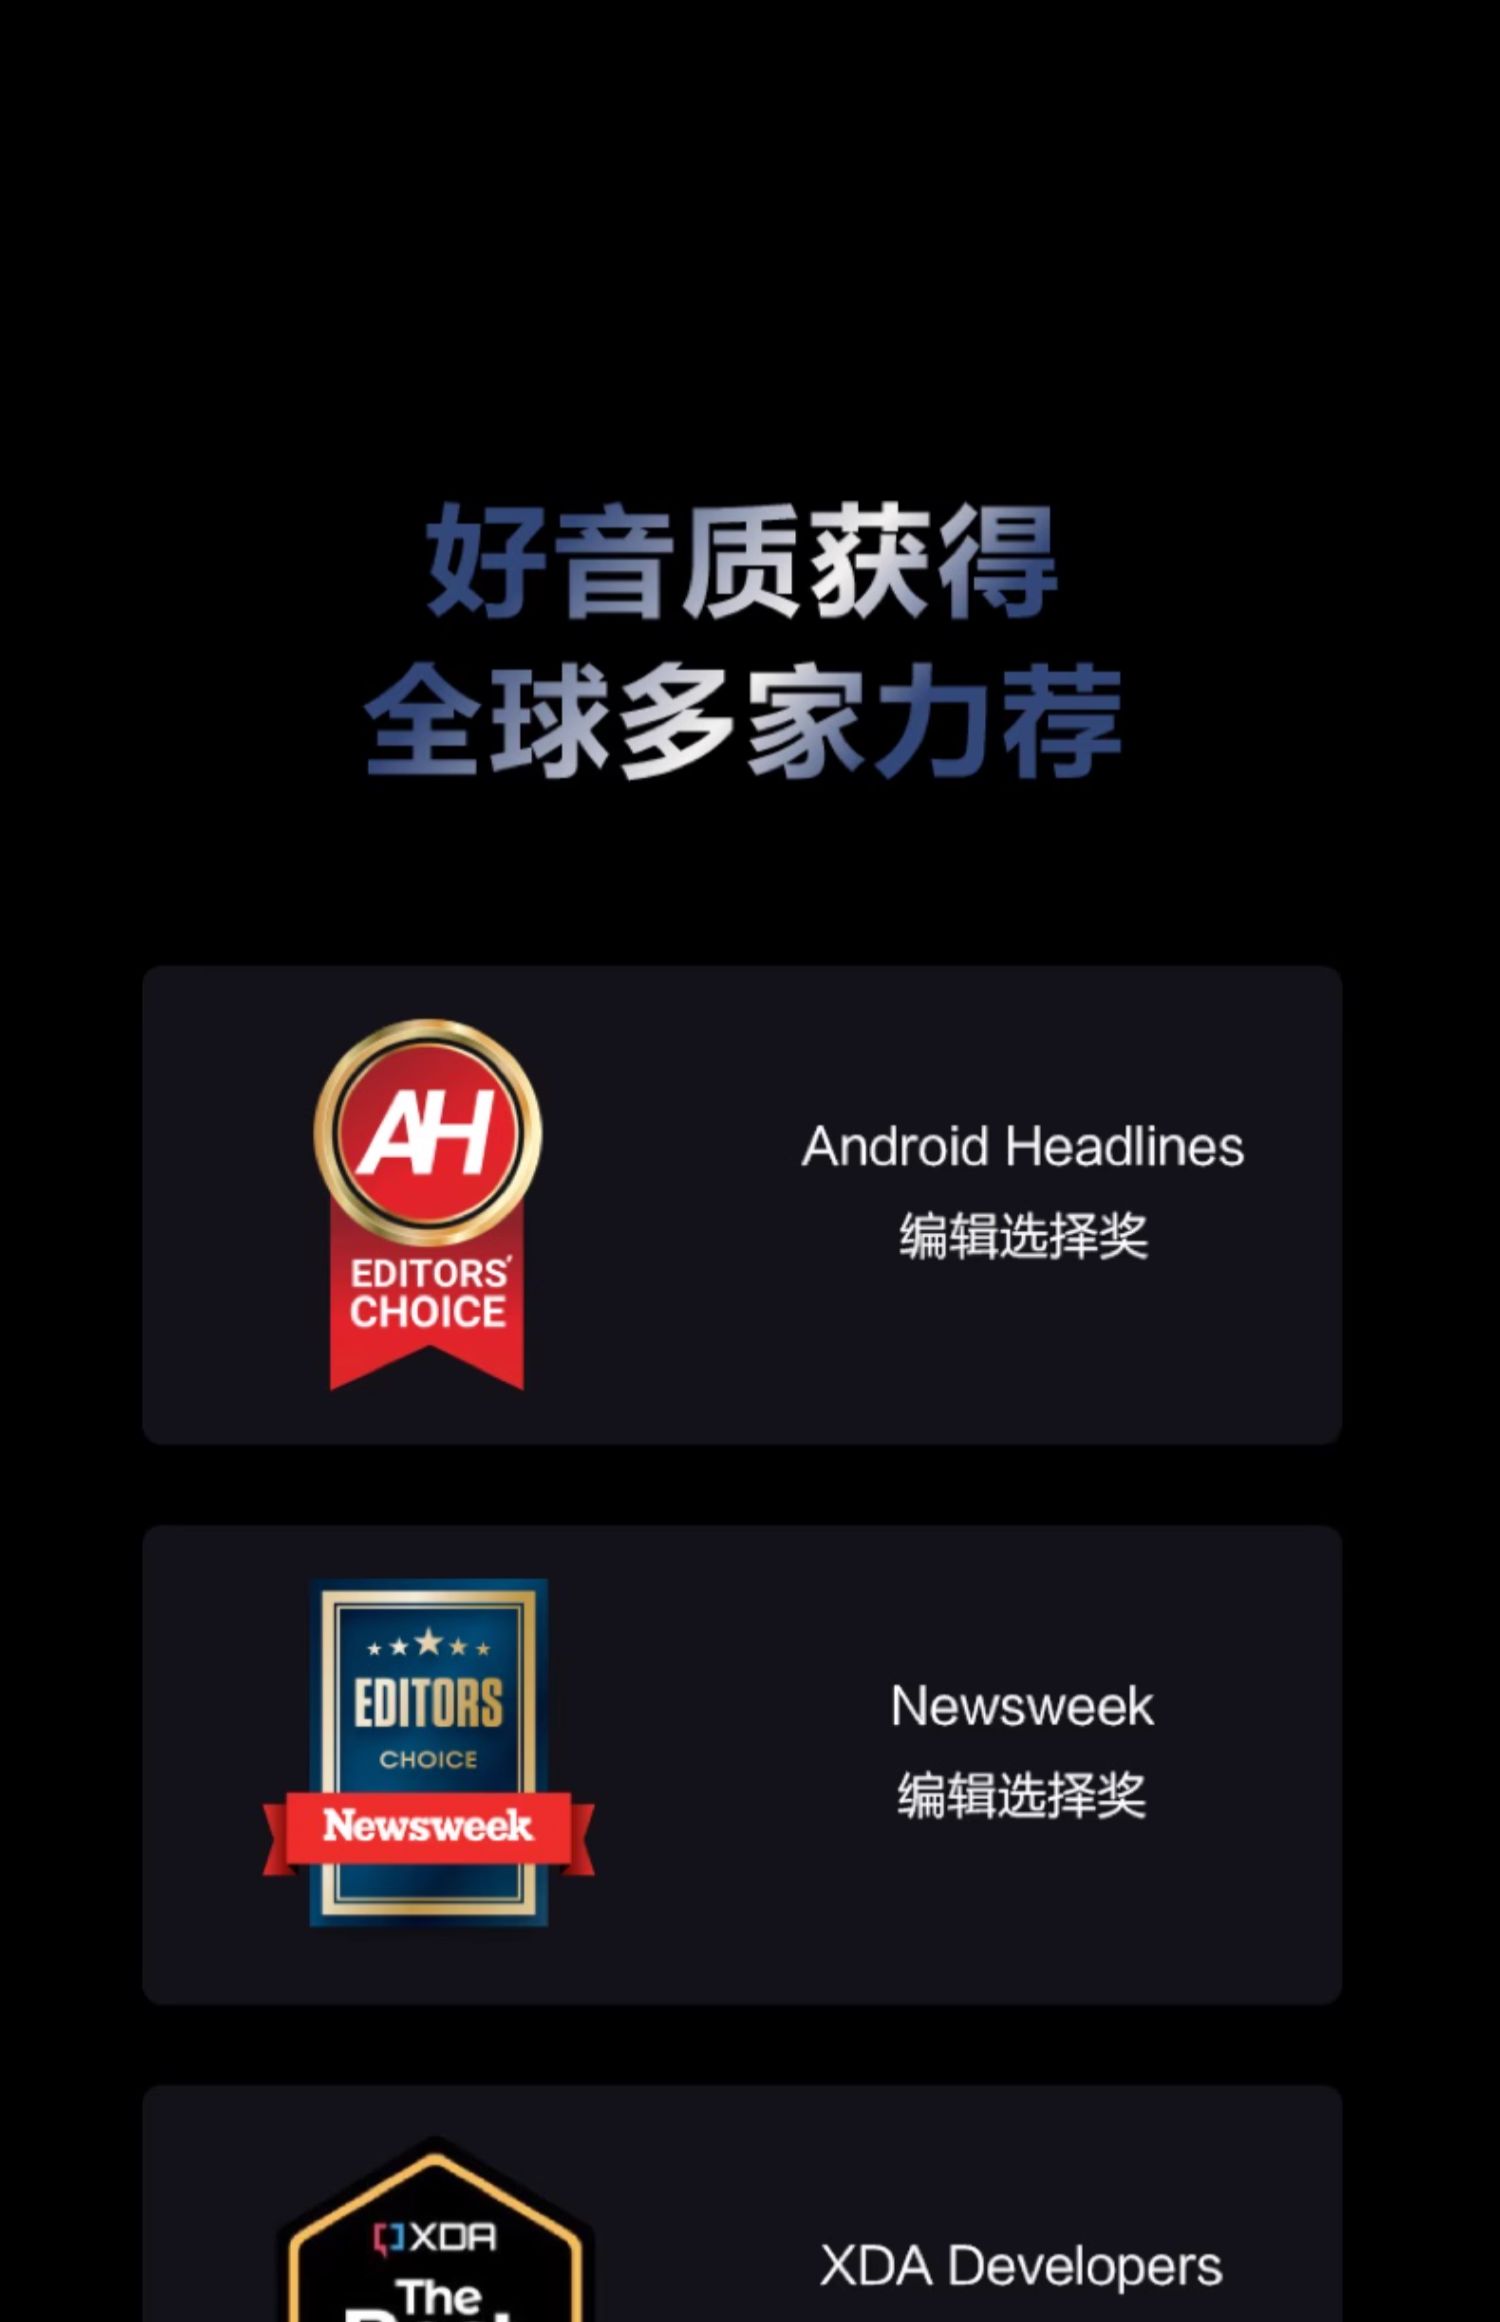 好音质获得
全球多家力荐
AH
EDITORS'
CHOICE
Android Headlines
编辑选择奖
EDITORS
CHOICE
Newsweek
Newsweek
编辑选择奖
XDA
The
XDA Developers